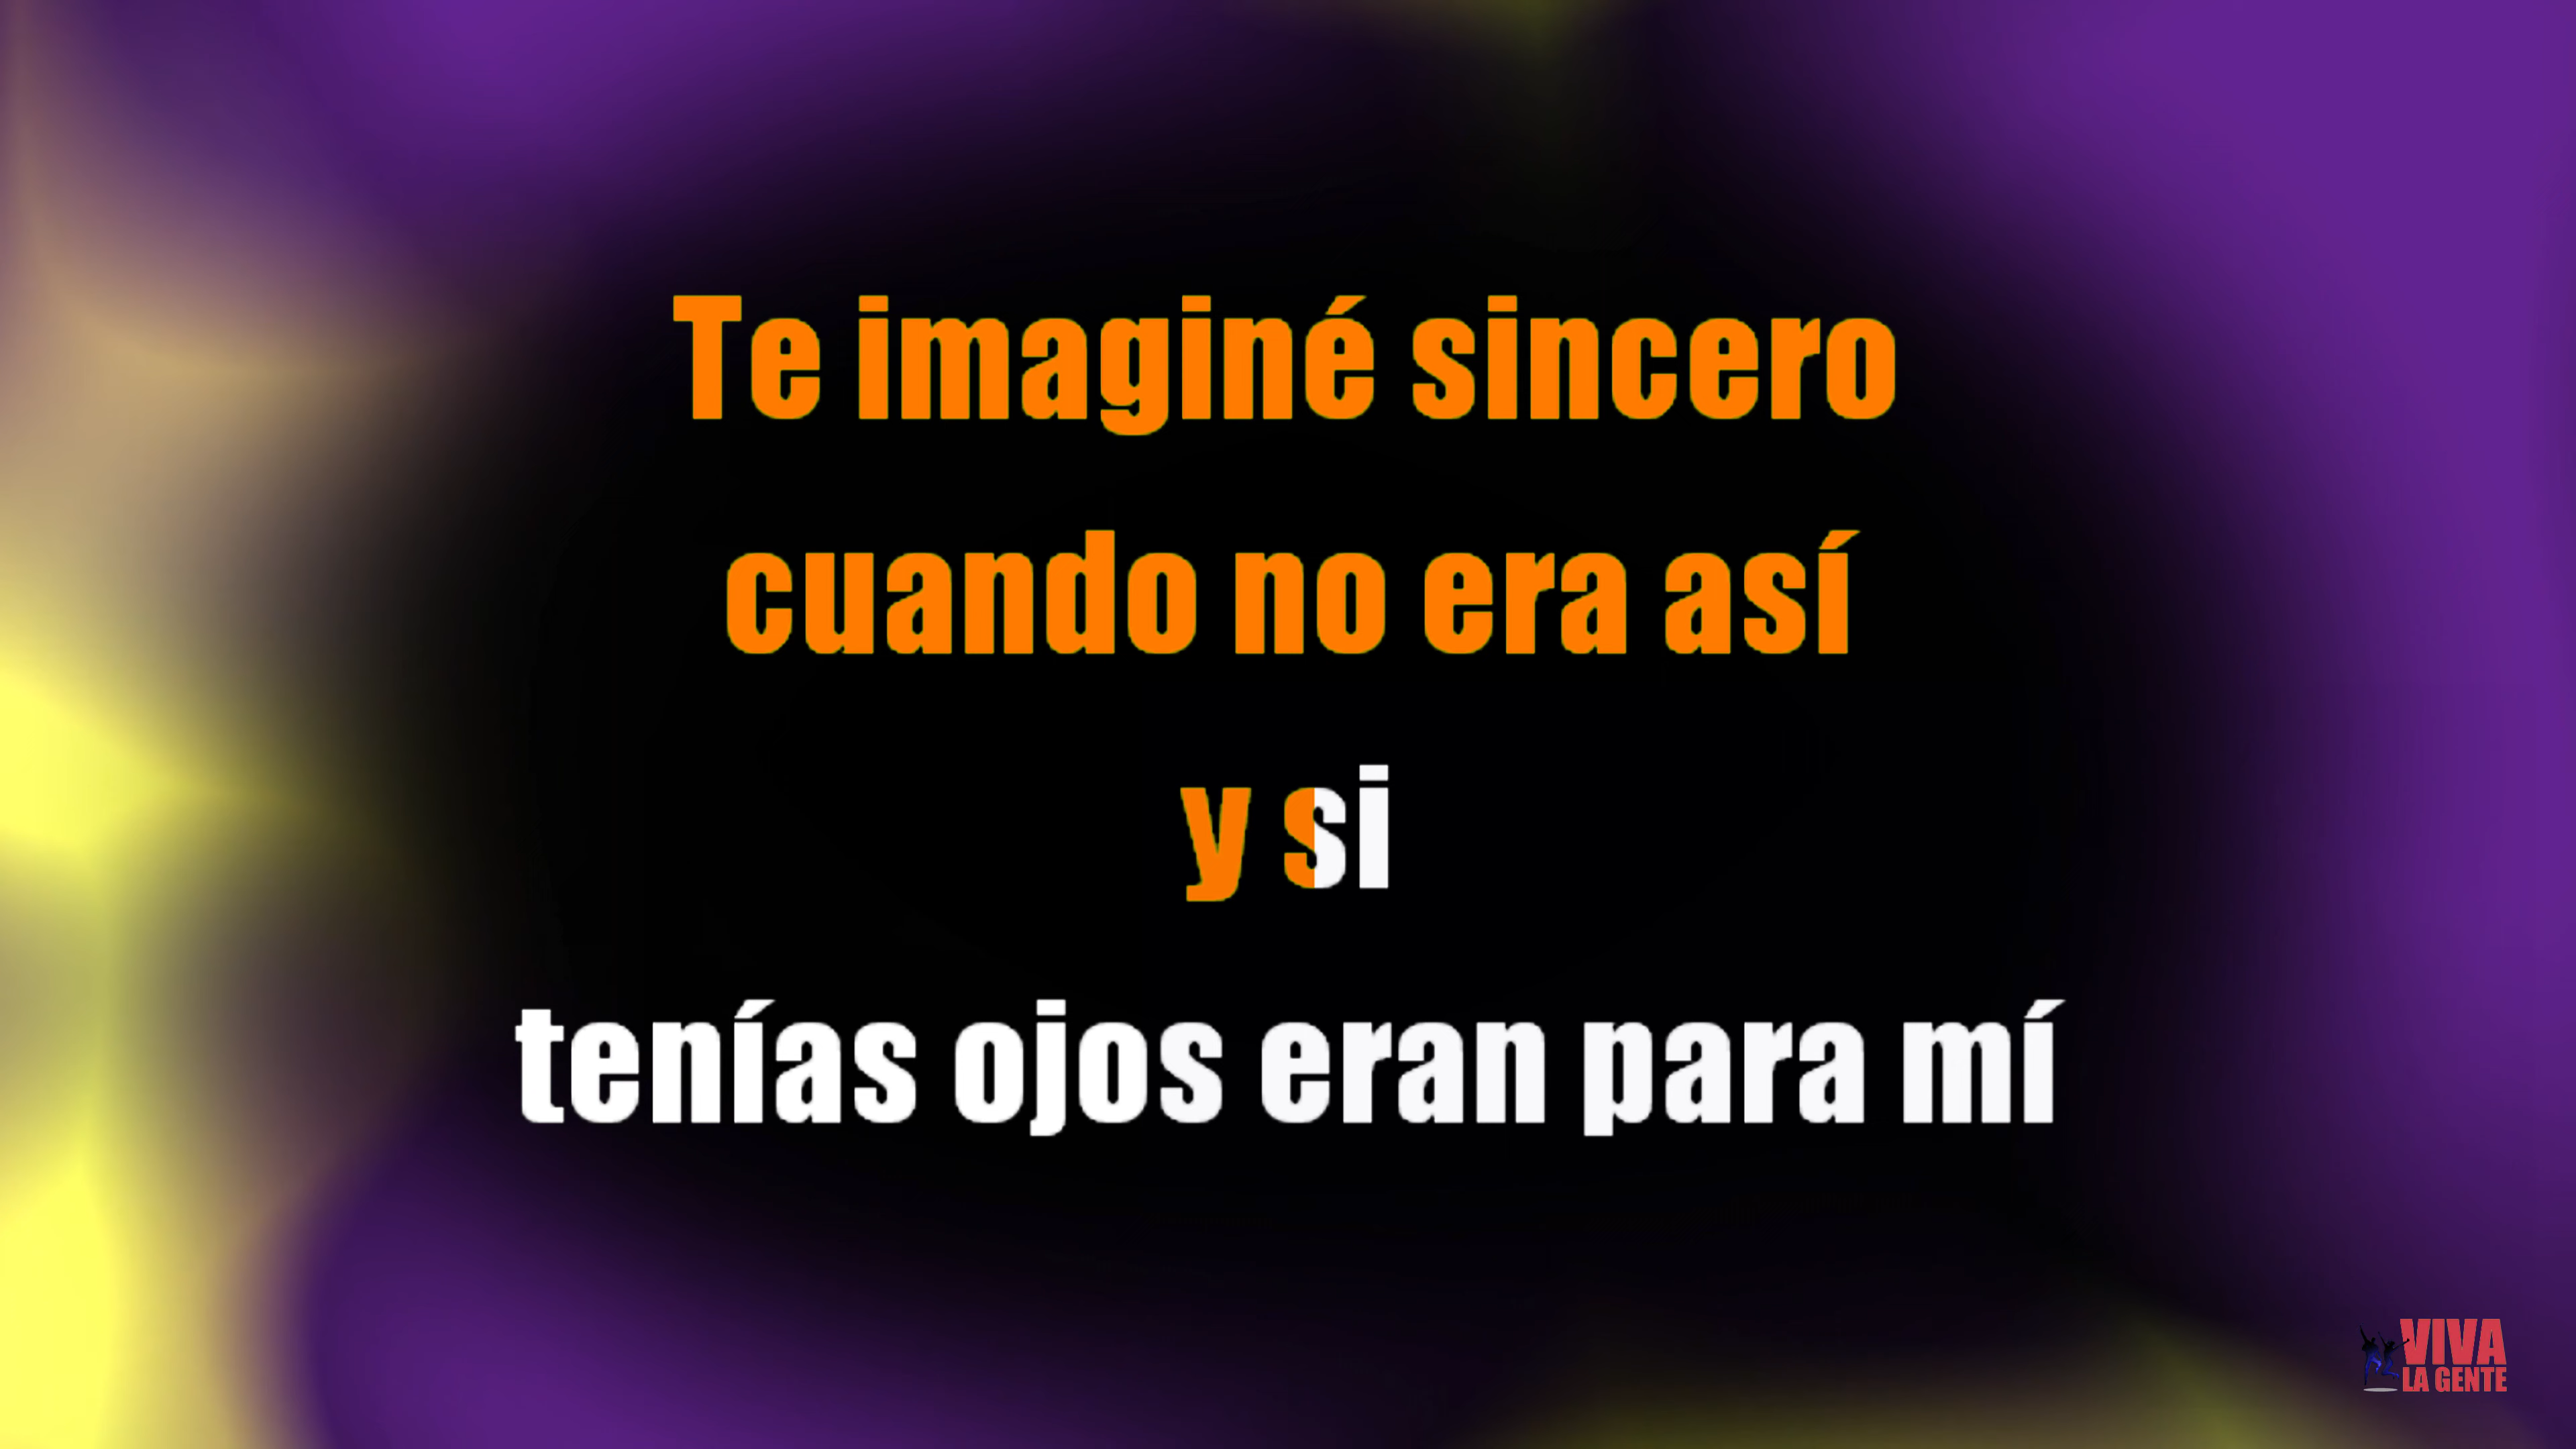 Te imaginé sincero
cuando no era así
y si
tenías ojos eran para mí
VIVA
LA GENTE